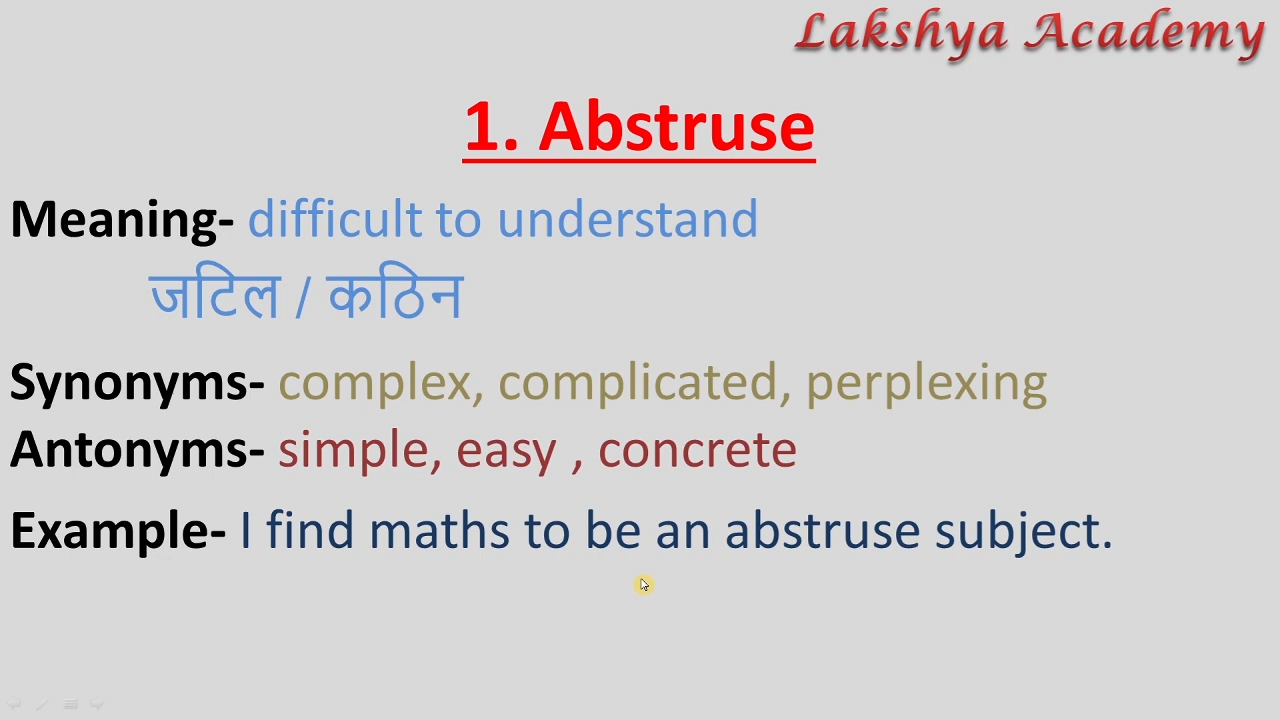 Lakshya Academy
1. Abstruse
Meaning- difficult to understand
जटिल / कठिन
Synonyms- complex, complicated, perplexing
Antonyms- simple, easy , concrete
Example- I find maths to be an abstruse subject.